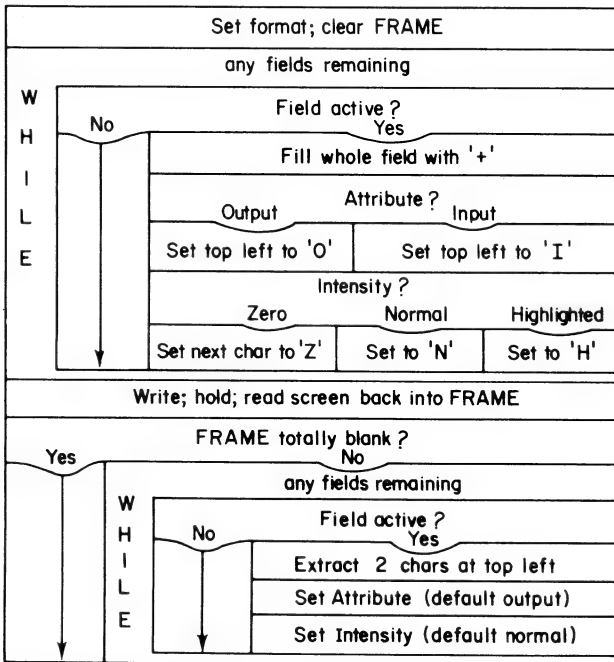 Set format; clear FRAME
any fields remaining
WHILE
Field active?
No
Yes
Fill whole field with '+'
Attribute?
Output
Input
Set top left to 'O'
Set top left to 'I'
Intensity?
Zero
Normal
Highlighted
Set next char to 'Z'
Set to 'N'
Set to 'H'
Write; hold; read screen back into FRAME
FRAME totally blank?
Yes
No
any fields remaining
WHILE
Field active?
No
Yes
Extract 2 chars at top left
Set Attribute (default output)
Set Intensity (default normal)